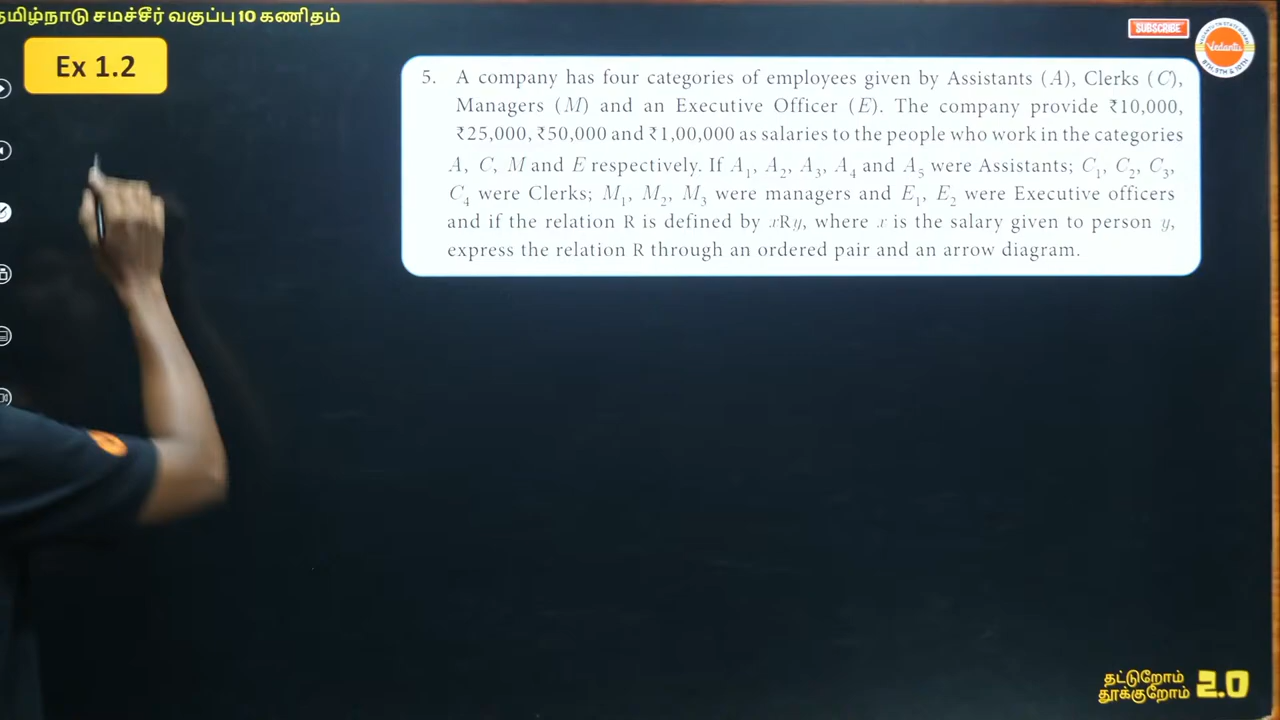 தமிழ்நாடு சமச்சீர் வகுப்பு 10 கணிதம்
Ex 1.2
SUBSCRIBE
Vedantu
8TH, 9TH & 10TH
5. A company has four categories of employees given by Assistants (A), Clerks (C),
Managers (M) and an Executive Officer (E). The company provide ₹10,000,
₹25,000, ₹50,000 and ₹1,00,000 as salaries to the people who work in the categories
A, C, M and E respectively. If A₁, A₂, A₃, A₄ and A₅ were Assistants; C₁, C₂, C₃,
C₄ were Clerks; M₁, M₂, M₃ were managers and E₁, E₂ were Executive officers
and if the relation R is defined by xRy, where x is the salary given to person y,
express the relation R through an ordered pair and an arrow diagram.
தட்டுறோம்
தூக்குறோம் 2.0